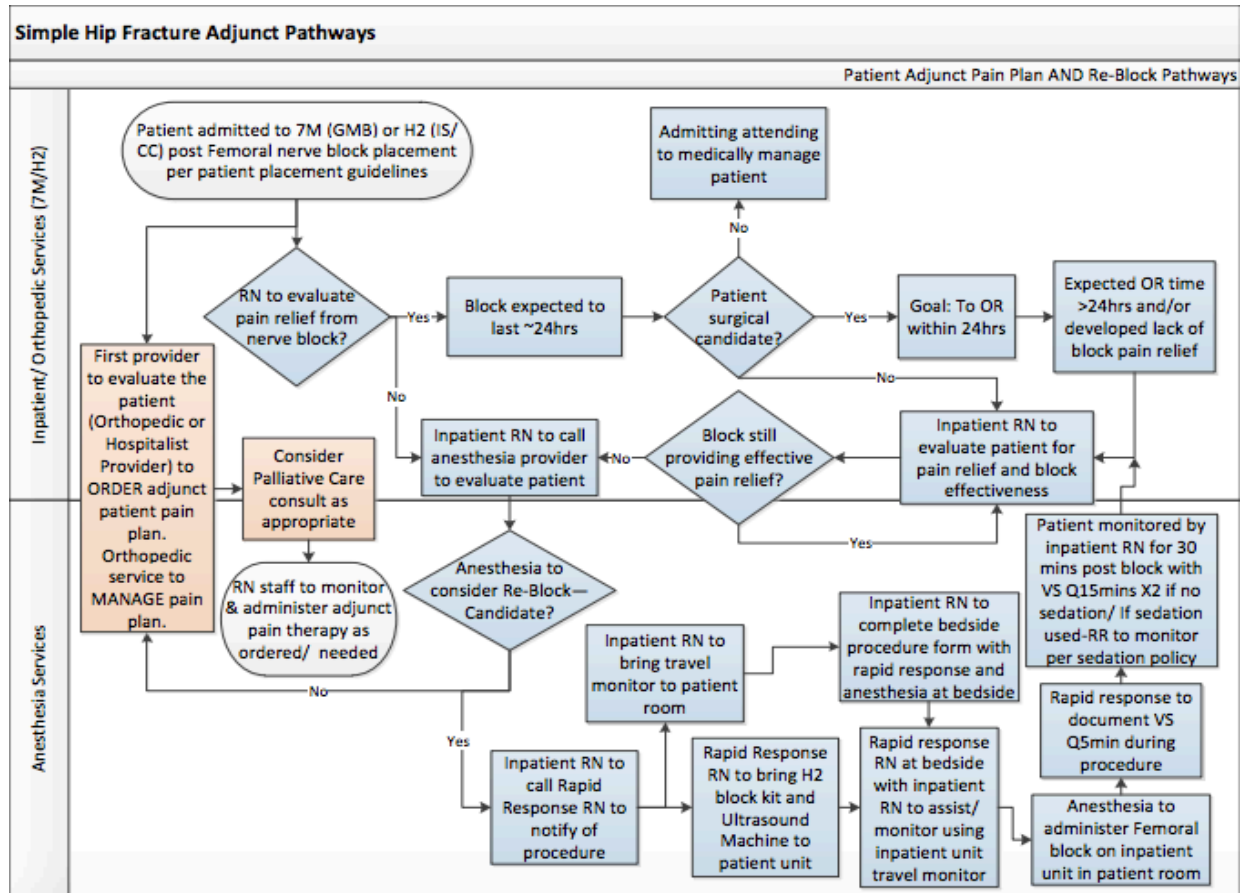 Simple Hip Fracture Adjunct Pathways
Patient Adjunct Pain Plan AND Re-Block Pathways
Inpatient/ Orthopedic Services (7M/H2)
Patient admitted to 7M (GMB) or H2 (IS/
CC) post Femoral nerve block placement
per patient placement guidelines
Admitting attending
to medically manage
patient
No
RN to evaluate
pain relief from
nerve block?
Yes
Block expected to
last ~24hrs
Patient
surgical
candidate?
Yes
Goal: To OR
within 24hrs
Expected OR time
>24hrs and/or
developed lack of
block pain relief
No
No
First provider
to evaluate the
patient
(Orthopedic or
Hospitalist
Provider) to
ORDER adjunct
patient pain
plan.
Orthopedic
service to
MANAGE pain
plan.
Consider
Palliative Care
consult as
appropriate
Inpatient RN to call
anesthesia provider
to evaluate patient
No
Block still
providing effective
pain relief?
Yes
Inpatient RN to
evaluate patient for
pain relief and block
effectiveness
Anesthesia Services
RN staff to monitor
& administer adjunct
pain therapy as
ordered/ needed
Anesthesia to
consider Re-Block—
Candidate?
No
Yes
Inpatient RN to
call Rapid
Response RN to
notify of
procedure
Inpatient RN to
bring travel
monitor to patient
room
Rapid Response
RN to bring H2
block kit and
Ultrasound
Machine to
patient unit
Inpatient RN to
complete bedside
procedure form with
rapid response and
anesthesia at bedside
Rapid response
RN at bedside
with inpatient
RN to assist/
monitor using
inpatient unit
travel monitor
Anesthesia to
administer Femoral
block on inpatient
unit in patient room
Rapid response to
document VS
Q5min during
procedure
Patient monitored by
inpatient RN for 30
mins post block with
VS Q15mins X2 if no
sedation/ If sedation
used-RR to monitor
per sedation policy